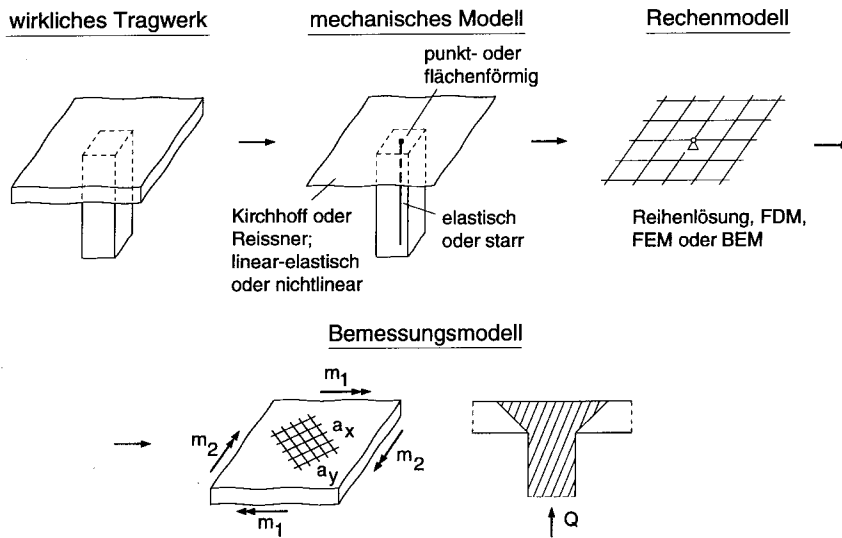 wirkliches Tragwerk
mechanisches Modell
Rechenmodell
punkt- oder
flächenförmig
Kirchhoff oder
Reissner;
linear-elastisch
oder nichtlinear
elastisch
oder starr
Reihenlösung, FDM,
FEM oder BEM
Bemessungsmodell
m1
m2
ax
ay
m2
m1
Q